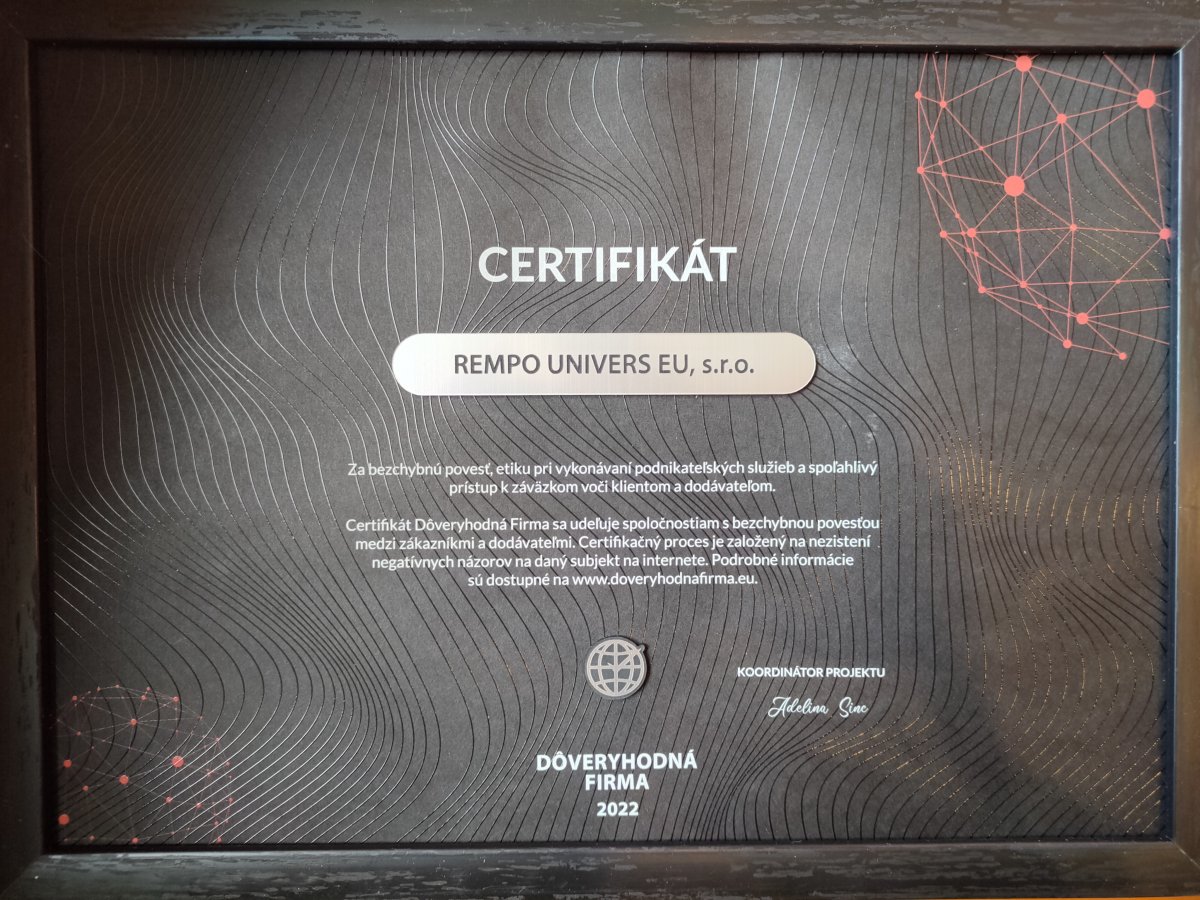 CERTIFIKÁT
REMPO UNIVERS EU, s.r.o.
Za bezchybnú povesť, etiku pri vykonávaní podnikateľských služieb a spoľahlivý
prístup k záväzkom voči klientom a dodávateľom.
Certifikát Dôveryhodná Firma sa udeľuje spoločnostiam s bezchybnou povesťou
medzi zákazníkmi a dodávateľmi. Certifikačný proces je založený na nezistení
negatívnych názorov na daný subjekt na internete. Podrobné informácie
sú dostupné na www.doveryhodnafirma.eu.
KOORDINÁTOR PROJEKTU
Adelina Sinc
DÔVERYHODNÁ
FIRMA
2022